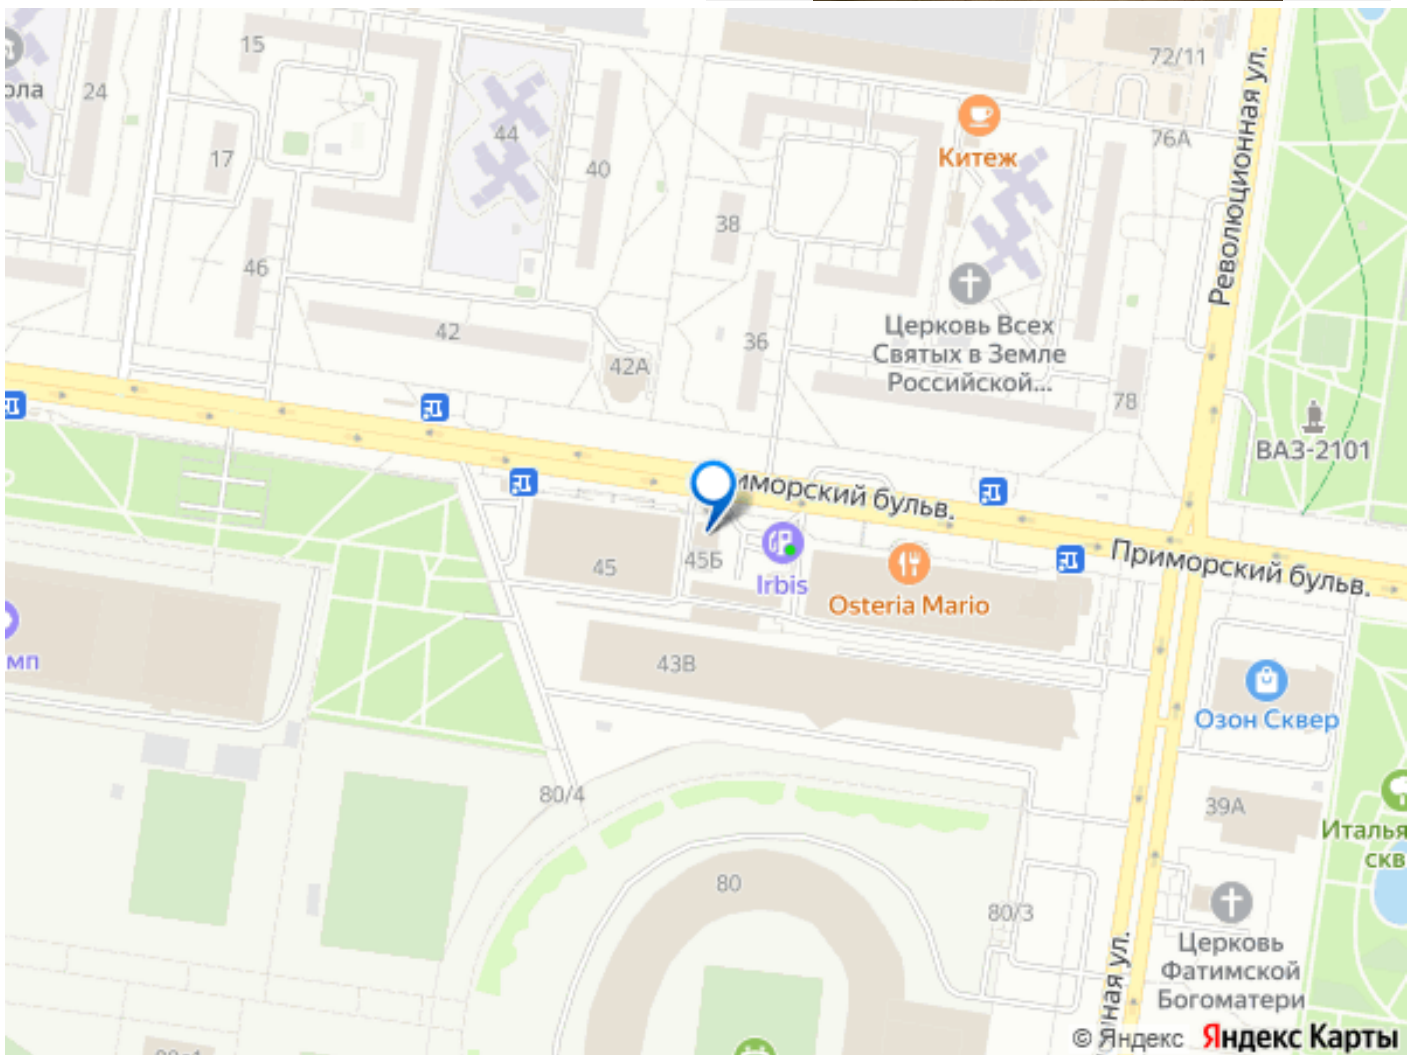 15
72/11
ола
24
Революционная ул.
44
76А
17
Китеж
40
38
46
Церковь Всех
Святых в Земле
Российской...
42
36
42А
78
ВАЗ-2101
иморский бульв.
Приморский бульв.
45
45Б
Irbis
Osteria Mario
мп
43В
Озон Сквер
80/4
39А
Италья
скв
80
80/3
Церковь
Фатимской
Богоматери
нная ул.
© Яндекс Яндекс Карты